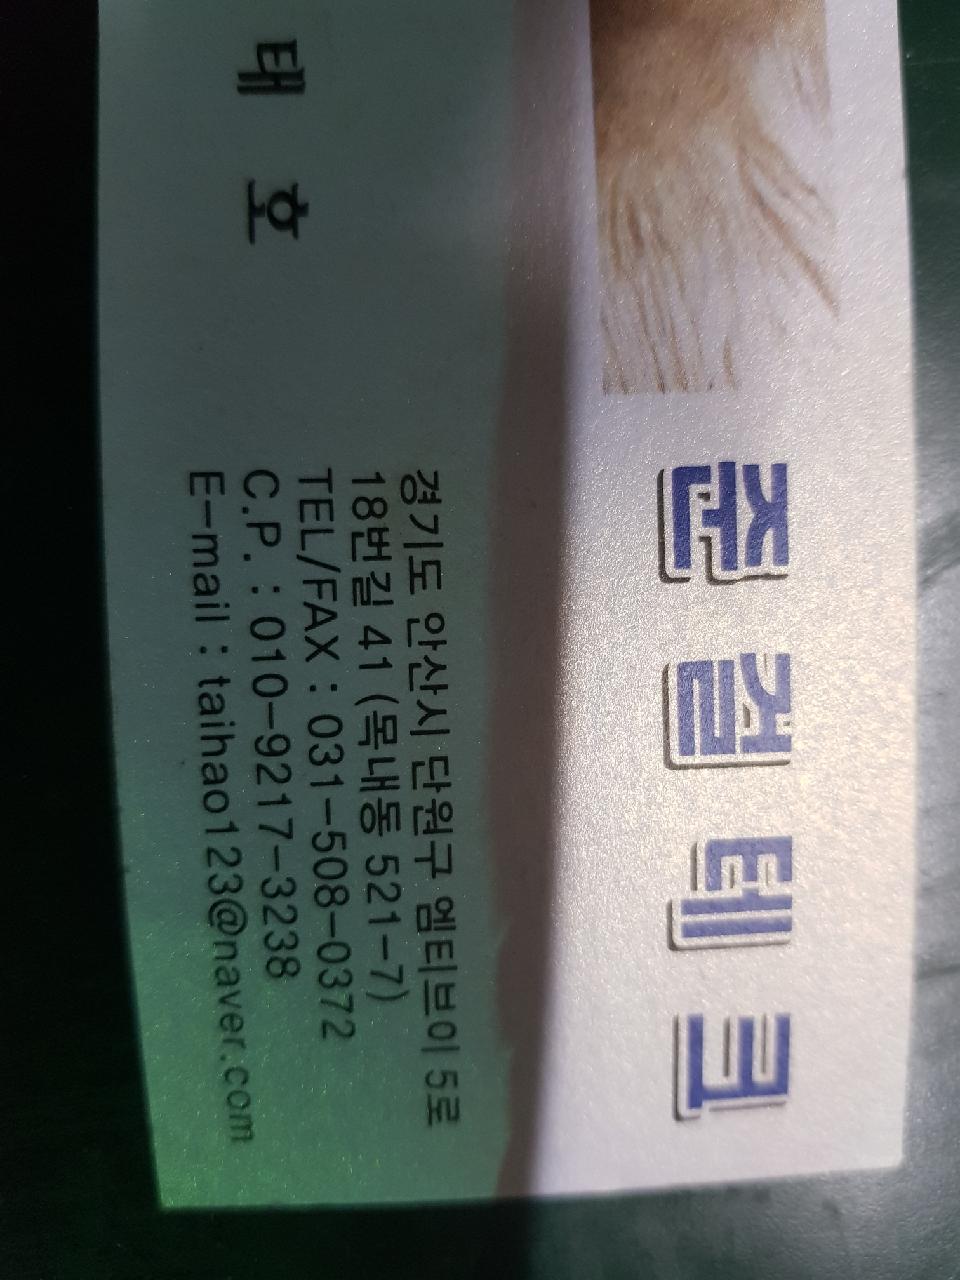 준 걸 테 크
태 호
경기도 안산시 단원구 엠티브이 5로
18번길 41 (목내동 521-7)
TEL/FAX : 031-508-0372
C.P. : 010-9217-3238
E-mail : taihao123@naver.com